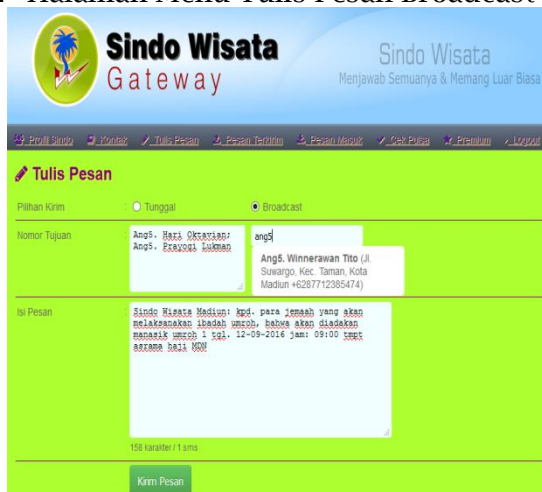 Halaman Menu Tulis Pesan Broadcast
Sindo Wisata
Gateway
Sindo Wisata
Menjawab Semuanya & Memang Luar Biasa
Profil Sindo Kontak Tulis Pesan Pesan Terkirim Pesan Masuk Cek Pulsa Premium Logout
Tulis Pesan
Pilihan Kirim : Tunggal Broadcast
Nomor Tujuan : Ang5. Hari Oktavian;
Ang5. Prayogi Lukman
ang5
Ang5. Winnerawan Tito (Jl.
Suwargo, Kec. Taman, Kota
Madiun +6287712385474)
Isi Pesan : Sindo Wisata Madiun: kpd. para jemaah yang akan
melaksanakan ibadah umroh, bahwa akan diadakan
manasik umroh 1 tgl. 12-09-2016 jam: 09:00 tmpt
asrama haji MDN
158 karakter / 1 sms
Kirim Pesan